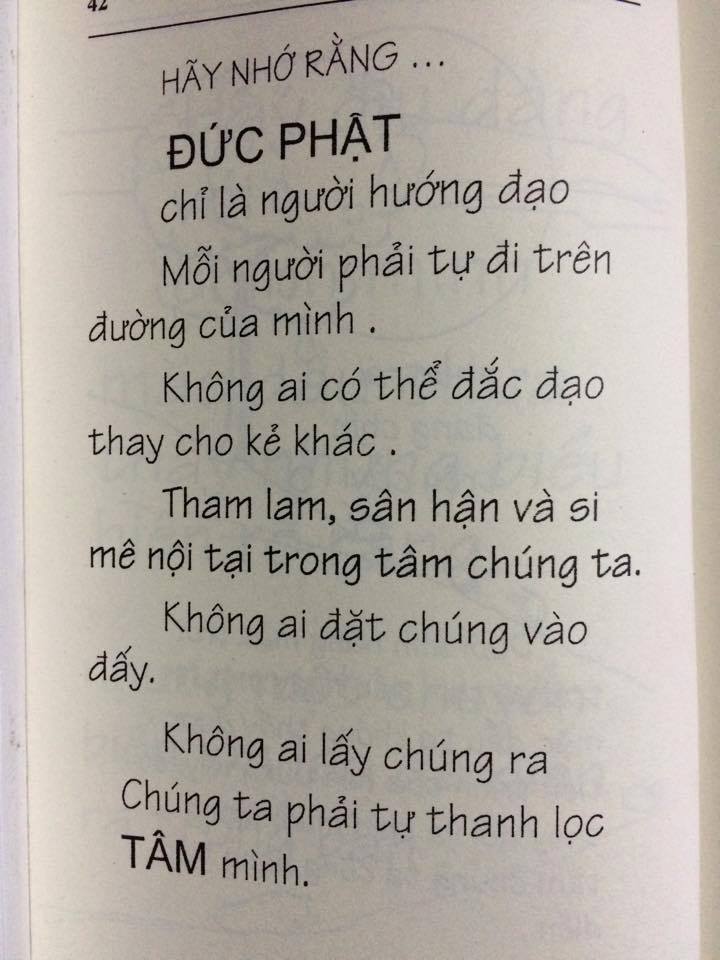 42
HÃY NHỚ RẰNG ...
ĐỨC PHẬT
chỉ là người hướng đạo
Mỗi người phải tự đi trên
đường của mình .
Không ai có thể đắc đạo
thay cho kẻ khác .
Tham lam, sân hận và si
mê nội tại trong tâm chúng ta.
Không ai đặt chúng vào
đấy.
Không ai lấy chúng ra
Chúng ta phải tự thanh lọc
TÂM mình.